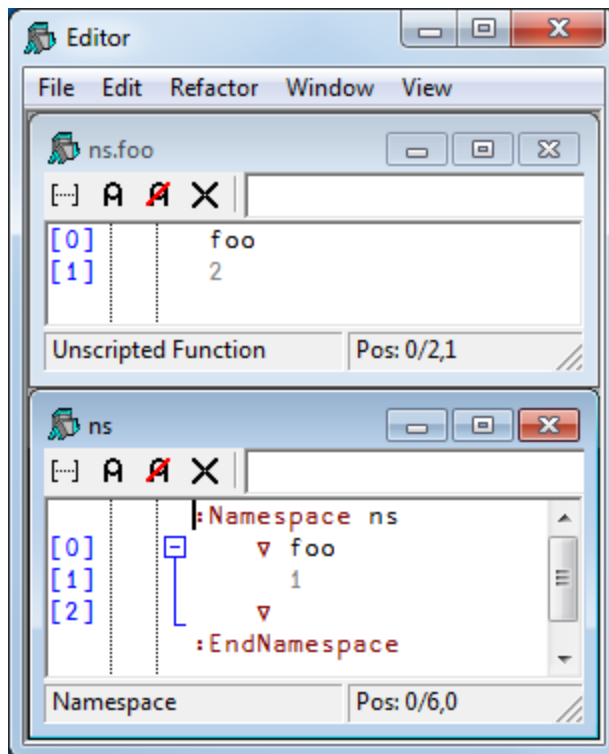 Editor
File Edit Refactor Window View
ns.foo
[0] foo
[1] 2
Unscripted Function Pos: 0/2,1
ns
:Namespace ns
[0] ∇ foo
[1] 1
[2] ∇
:EndNamespace
Namespace Pos: 0/6,0